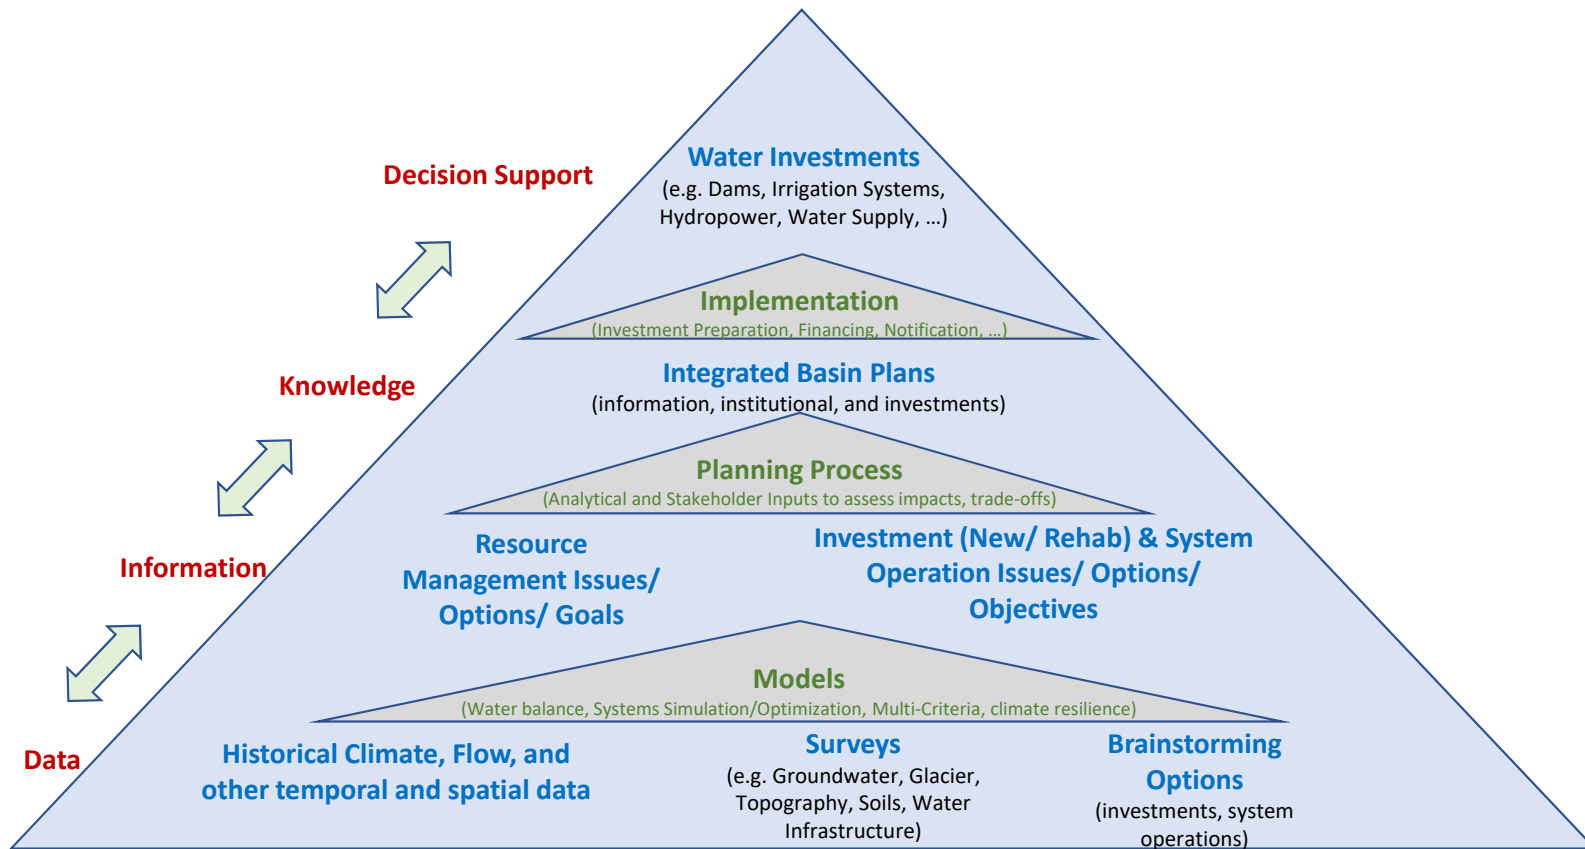 Water Investments
(e.g. Dams, Irrigation Systems,
Hydropower, Water Supply, ...)
Decision Support
Implementation
(Investment Preparation, Financing, Notification, ...)
Knowledge
Integrated Basin Plans
(information, institutional, and investments)
Planning Process
(Analytical and Stakeholder Inputs to assess impacts, trade-offs)
Information
Resource
Management Issues/
Options/ Goals
Investment (New/ Rehab) & System
Operation Issues/ Options/
Objectives
Models
(Water balance, Systems Simulation/Optimization, Multi-Criteria, climate resilience)
Data
Historical Climate, Flow, and
other temporal and spatial data
Surveys
(e.g. Groundwater, Glacier,
Topography, Soils, Water
Infrastructure)
Brainstorming
Options
(investments, system
operations)